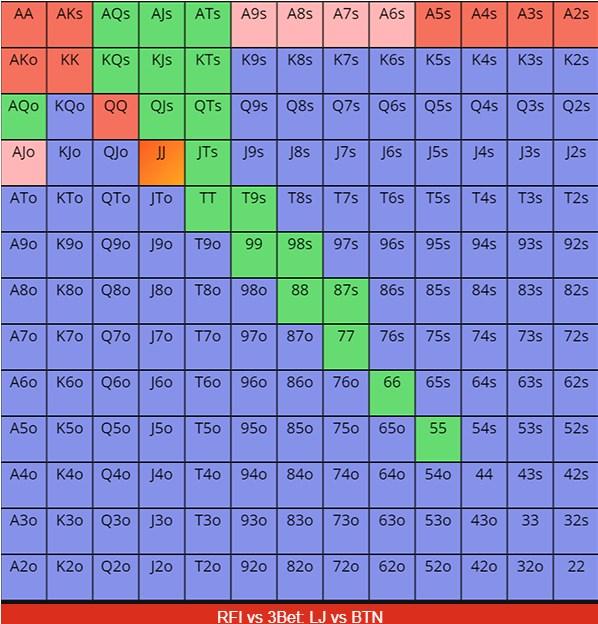 AA AKs AQs AJs ATs A9s A8s A7s A6s A5s A4s A3s A2s
AKo KK KQs KJs KTs K9s K8s K7s K6s K5s K4s K3s K2s
AQo KQo QQ QJs QTs Q9s Q8s Q7s Q6s Q5s Q4s Q3s Q2s
AJo KJo QJo JJ JTs J9s J8s J7s J6s J5s J4s J3s J2s
ATo KTo QTo JTo TT T9s T8s T7s T6s T5s T4s T3s T2s
A9o K9o Q9o J9o T9o 99 98s 97s 96s 95s 94s 93s 92s
A8o K8o Q8o J8o T8o 98o 88 87s 86s 85s 84s 83s 82s
A7o K7o Q7o J7o T7o 97o 87o 77 76s 75s 74s 73s 72s
A6o K6o Q6o J6o T6o 96o 86o 76o 66 65s 64s 63s 62s
A5o K5o Q5o J5o T5o 95o 85o 75o 65o 55 54s 53s 52s
A4o K4o Q4o J4o T4o 94o 84o 74o 64o 54o 44 43s 42s
A3o K3o Q3o J3o T3o 93o 83o 73o 63o 53o 43o 33 32s
A2o K2o Q2o J2o T2o 92o 82o 72o 62o 52o 42o 32o 22
RFI vs 3Bet: LJ vs BTN